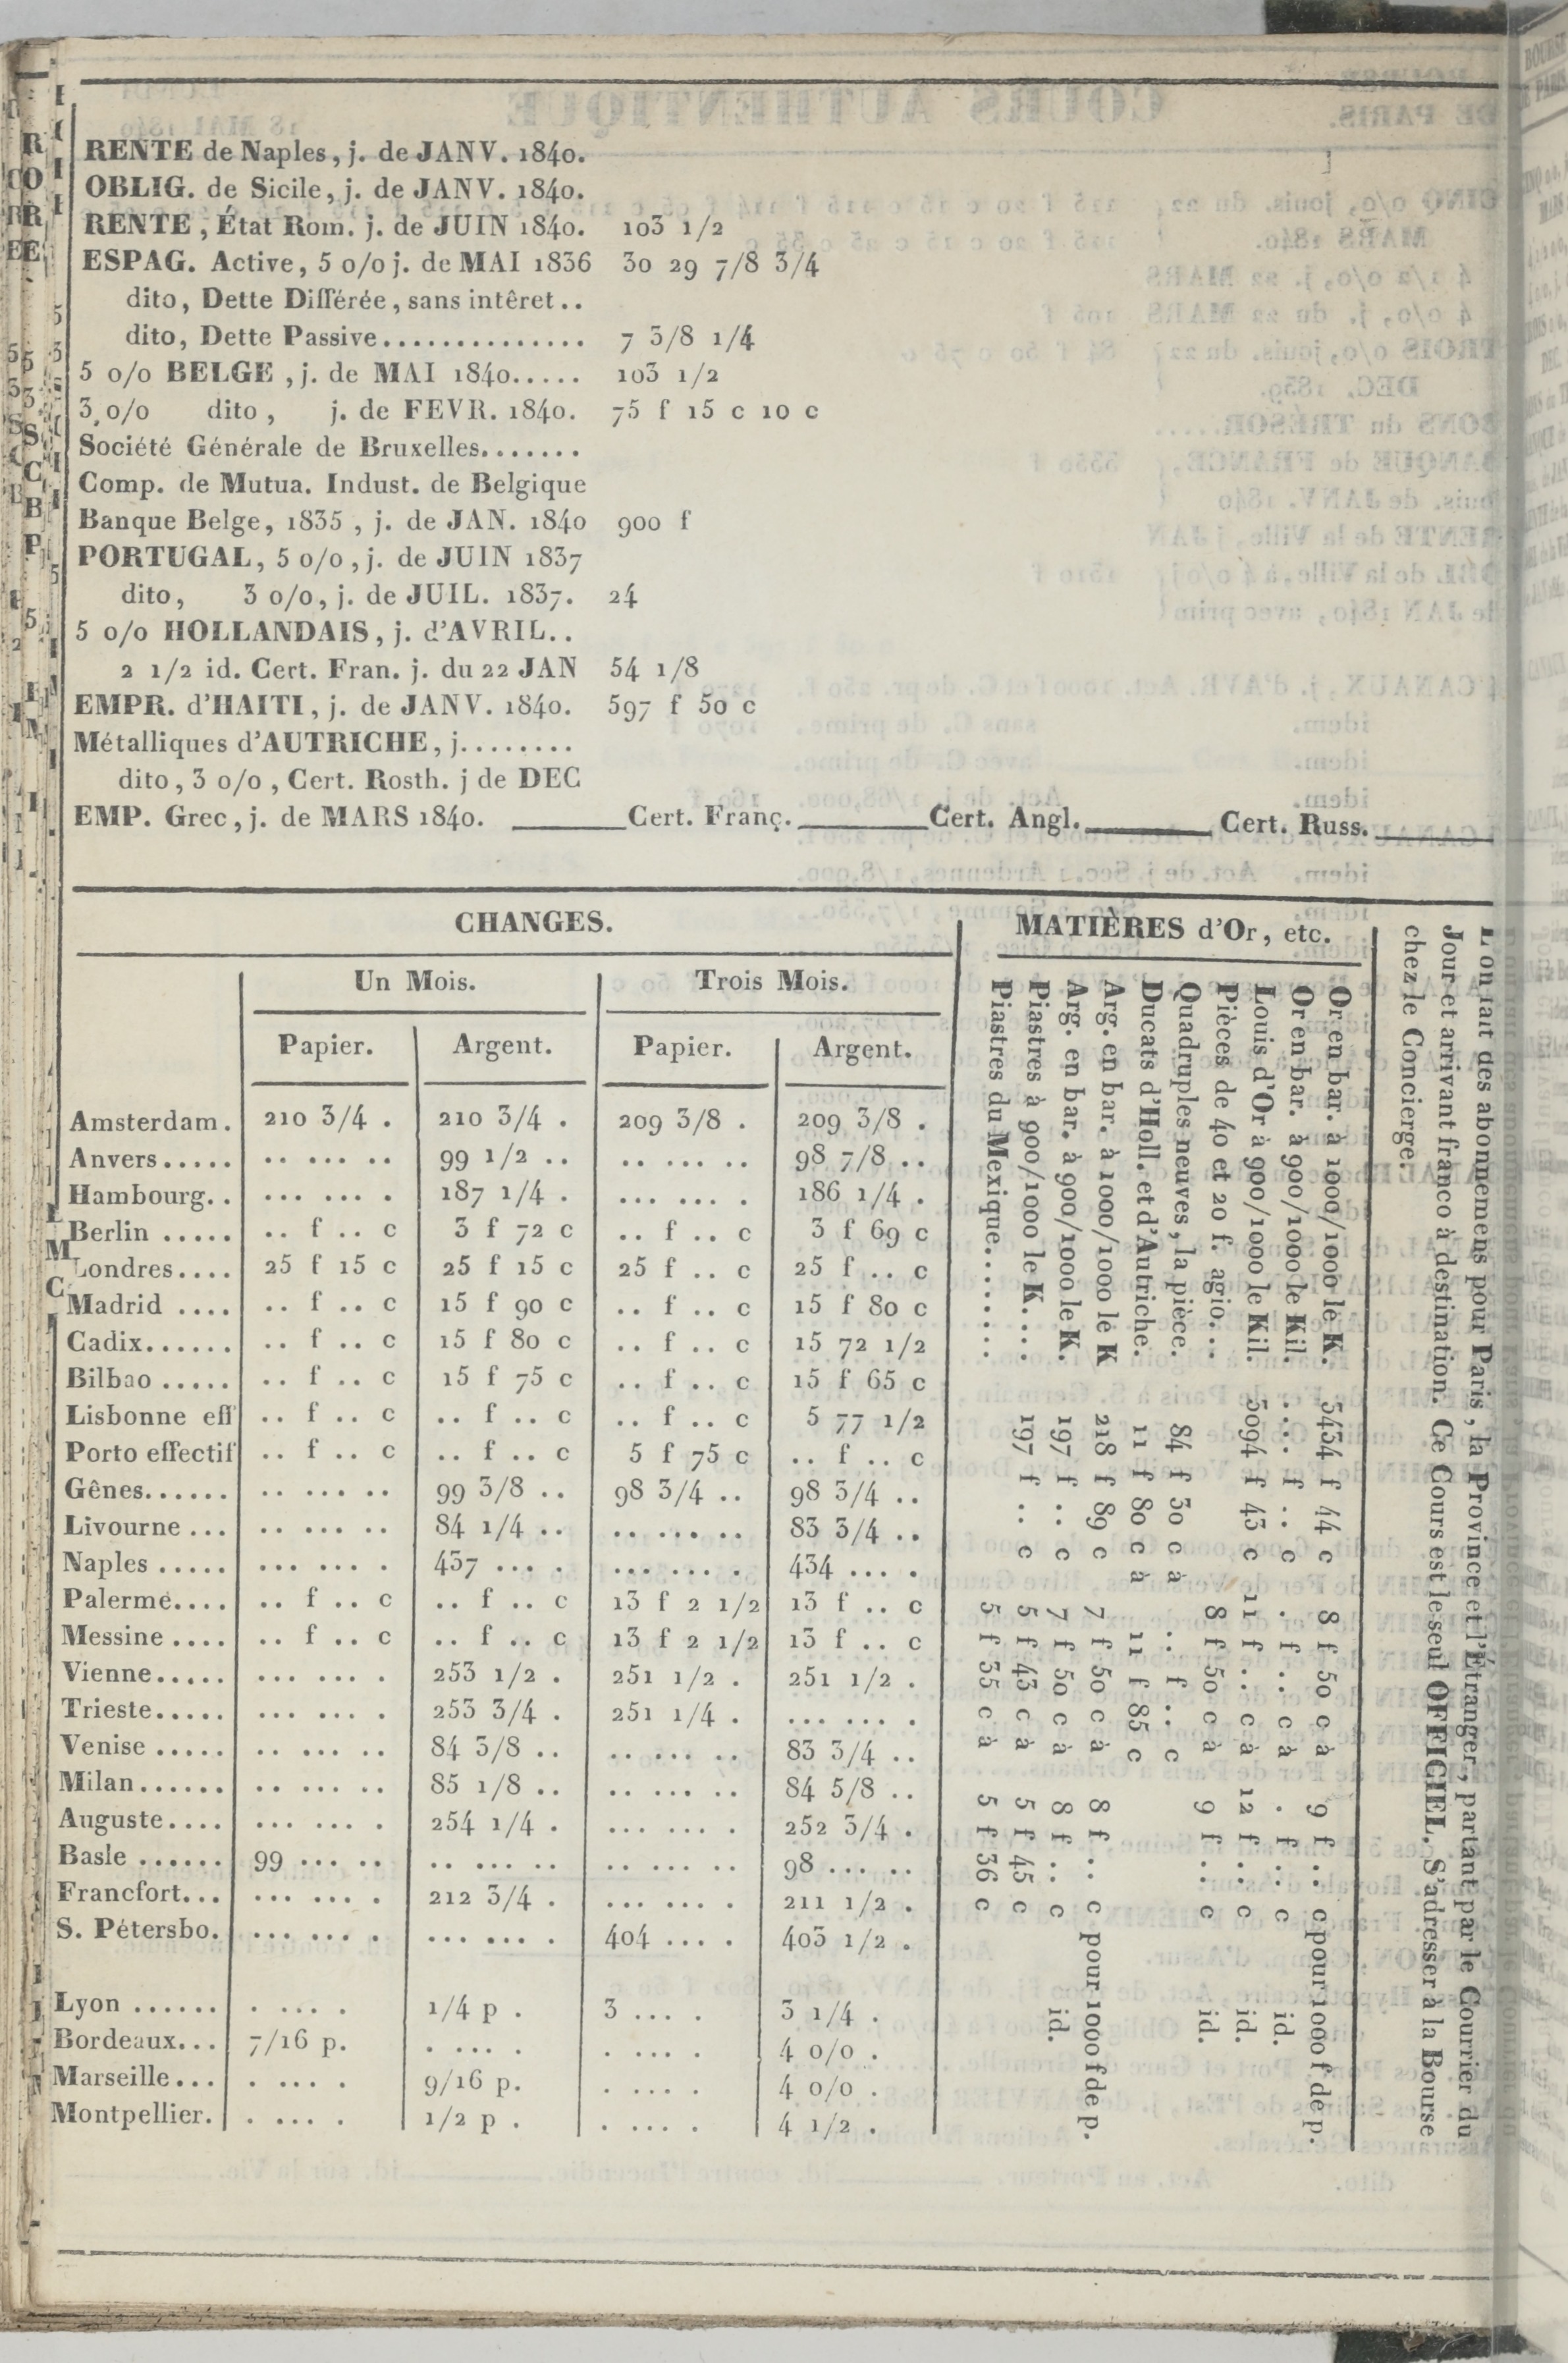 RENTE de Naples, j. de JANV. 1840.
OBLIG. de Sicile, j. de JANV. 1840.
RENTE, État Rom. j. de JUIN 1840. 103 1/2
ESPAG. Active, 5 o/o j. de MAI 1836 30 29 7/8 3/4
dito, Dette Différée, sans intêret..
dito, Dette Passive.............. 7 3/8 1/4
5 o/o BELGE, j. de MAI 1840..... 103 1/2
3 o/o dito, j. de FEVR. 1840. 75 f 15 c 10 c
Société Générale de Bruxelles.......
Comp. de Mutua. Indust. de Belgique
Banque Belge, 1835, j. de JAN. 1840 900 f
PORTUGAL, 5 o/o, j. de JUIN 1837
dito, 3 o/o, j. de JUIL. 1837. 24
5 o/o HOLLANDAIS, j. d'AVRIL..
2 1/2 id. Cert. Fran. j. du 22 JAN 54 1/8
EMPR. d'HAITI, j. de JANV. 1840. 597 f 50 c
Métalliques d'AUTRICHE, j........
dito, 3 o/o, Cert. Rosth. j de DEC
EMP. Grec, j. de MARS 1840. ______Cert. Franç.______Cert. Angl.______Cert. Russ.______
CHANGES.
Un Mois. Trois Mois.
Papier. Argent. Papier. Argent.
Amsterdam. 210 3/4 . 210 3/4 . 209 3/8 . 209 3/8 .
Anvers..... .. ... .. 99 1/2 .. .. ... .. 98 7/8 ..
Hambourg.. ... ... . 187 1/4 . ... ... . 186 1/4 .
Berlin ..... .. f .. c 3 f 72 c .. f .. c 3 f 69 c
Londres.... 25 f 15 c 25 f 15 c 25 f .. c 25 f .. c
Madrid .... .. f .. c 15 f 90 c .. f .. c 15 f 80 c
Cadix...... .. f .. c 15 f 80 c .. f .. c 15 72 1/2
Bilbao ..... .. f .. c 15 f 75 c .. f .. c 15 f 65 c
Lisbonne eff .. f .. c .. f .. c .. f .. c 5 77 1/2
Porto effectif .. f .. c .. f .. c 5 f 75 c .. f .. c
Gênes...... .. ... .. 99 3/8 .. 98 3/4 .. 98 3/4 ..
Livourne ... .. ... .. 84 1/4 .. .. ... .. 83 3/4 ..
Naples ..... ... ... . 437 ... . ... ... . 434 ... .
Palerme.... .. f .. c .. f .. c 13 f 2 1/2 13 f .. c
Messine .... .. f .. c .. f .. c 13 f 2 1/2 13 f .. c
Vienne..... ... ... . 253 1/2 . 251 1/2 . 251 1/2 .
Trieste..... ... ... . 253 3/4 . 251 1/4 . ... ... .
Venise ..... .. ... .. 84 3/8 .. .. ... .. 83 3/4 ..
Milan...... .. ... .. 85 1/8 .. .. ... .. 84 5/8 ..
Auguste.... ... ... . 254 1/4 . ... ... . 252 3/4 .
Basle ...... 99 ... .. .. ... .. .. ... .. 98 ... ..
Francfort... ... ... . 212 3/4 . ... ... . 211 1/2 .
S. Pétersbo. ... ... . ... ... . 404 ... . 403 1/2 .
Lyon ...... . ... . 1/4 p . 3 ... . 3 1/4 .
Bordeaux... 7/16 p. . ... . . ... . 4 o/o .
Marseille... . ... . 9/16 p. . ... . 4 o/o .
Montpellier. . ... . 1/2 p . . ... . 4 1/2 .
MATIÈRES d'Or, etc.
Or en bar. à 1000/1000 le K. 3434 f 44 c 8 f 50 c à 9 f .. c pour 1000 f de p.
Or en bar. à 900/1000 le Kil. .... f .. c . f .. c à . f .. c id.
Louis d'Or à 900/1000 le Kil. 3094 f 43 c 11 f .. c à 12 f .. c id.
Pièces de 40 et 20 f. agio... 8 f 50 c à 9 f .. c id.
Quadruples neuves, la pièce. 84 f 30 c à .. f .. c
Ducats d'Holl. et d'Autriche. 11 f 80 c à 11 f 85 c
Arg. en bar. à 1000/1000 le K 218 f 89 c 7 f 50 c à 8 f .. c pour 1000 f de p.
Arg. en bar. à 900/1000 le K. 197 f .. c 7 f 50 c à 8 f .. c id.
Piastres à 900/1000 le K.... 197 f .. c 5 f 43 c à 5 f 45 c
Piastres du Mexique........ 5 f 35 c à 5 f 36 c
L'on fait des abonnemens pour Paris, la Province et l'Étranger, partant par le Courrier du
Jour et arrivant franco à destination. Ce Cours est le seul OFFICIEL. S'adresser à la Bourse
chez le Concierge.